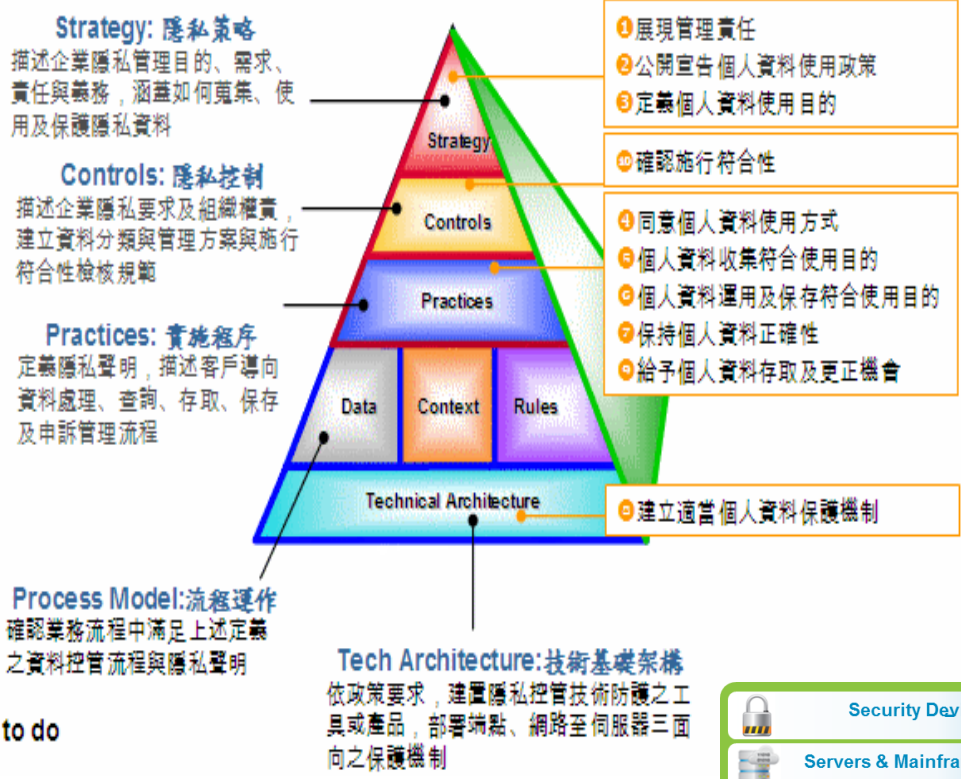 Strategy: 隱私策略
描述企業隱私管理目的、需求、
責任與義務，涵蓋如何蒐集、使
用及保護隱私資料
Controls: 隱私控制
描述企業隱私要求及組織權責，
建立資料分類與管理方案與施行
符合性檢核規範
Practices: 實施程序
定義隱私聲明，描述客戶導向
資料處理、查詢、存取、保存
及申訴管理流程
Strategy
Controls
Practices
Data
Context
Rules
Technical Architecture
1 展現管理責任
2 公開宣告個人資料使用政策
3 定義個人資料使用目的
10 確認施行符合性
4 同意個人資料使用方式
5 個人資料收集符合使用目的
6 個人資料運用及保存符合使用目的
7 保持個人資料正確性
9 給予個人資料存取及更正機會
建立適當個人資料保護機制
Process Model:流程運作
確認業務流程中滿足上述定義
之資料控管流程與隱私聲明
Tech Architecture:技術基礎架構
依政策要求，建置隱私控管技術防護之工
具或產品，部署端點、網路至伺服器三面
向之保護機制
to do
Security Dev
Servers & Mainfra